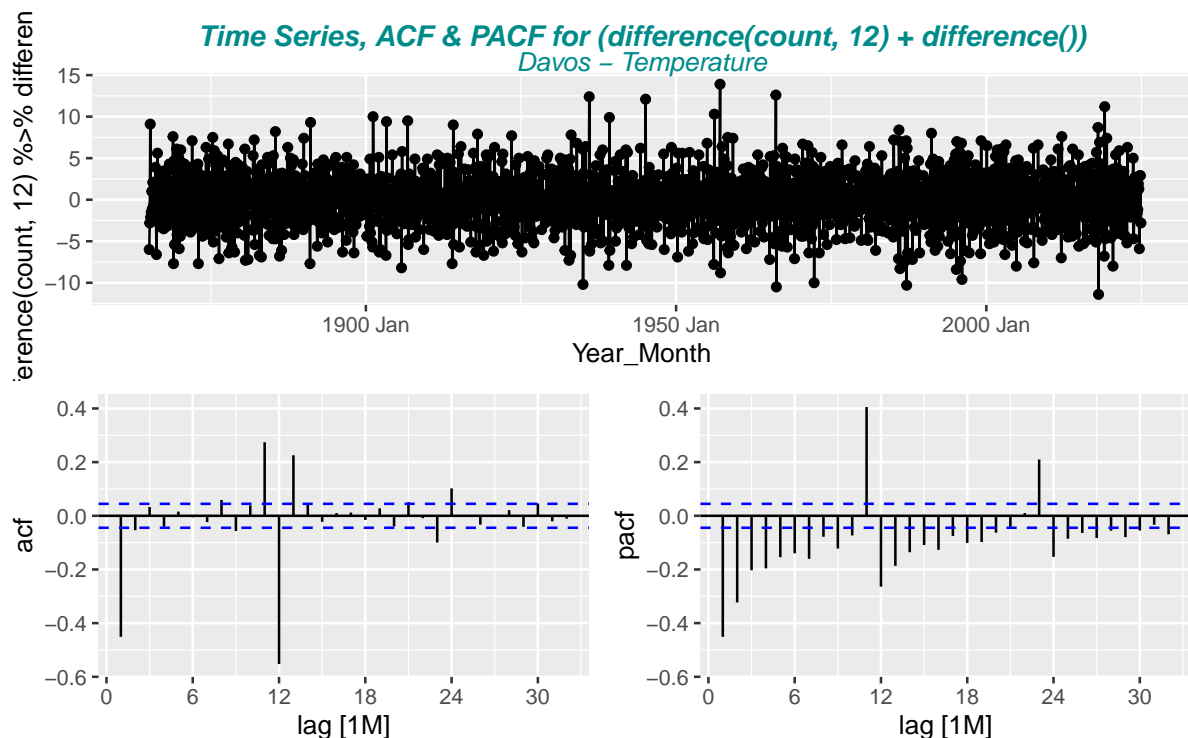 Time Series, ACF & PACF for (difference(count, 12) + difference())
Davos − Temperature
erence(count, 12) %>% differen
15
10
5
0
−5
−10
1900 Jan
1950 Jan
2000 Jan
Year_Month
acf
0.4
0.2
0.0
−0.2
−0.4
−0.6
0
6
12
18
24
30
lag [1M]
pacf
0.4
0.2
0.0
−0.2
−0.4
−0.6
0
6
12
18
24
30
lag [1M]